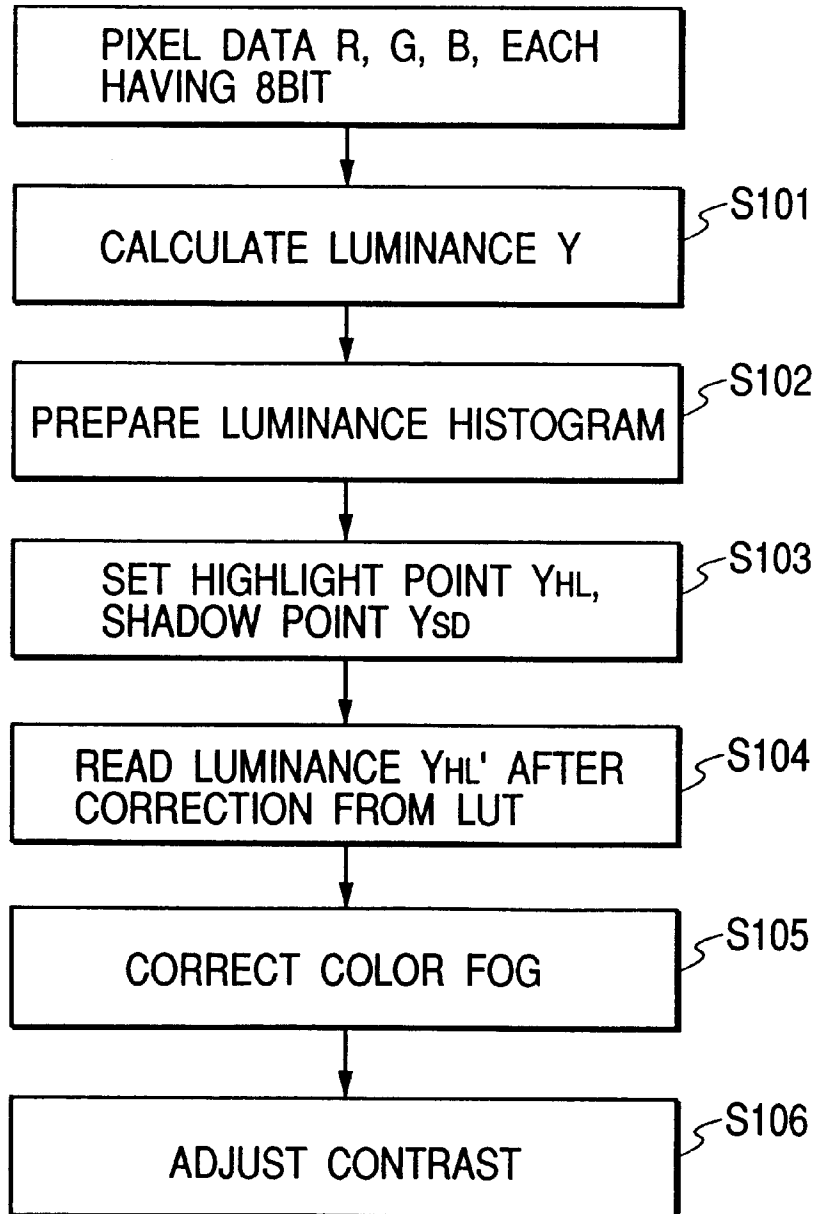 PIXEL DATA R, G, B, EACH
HAVING 8BIT
S101
CALCULATE LUMINANCE Y
S102
PREPARE LUMINANCE HISTOGRAM
S103
SET HIGHLIGHT POINT YHL,
SHADOW POINT YSD
S104
READ LUMINANCE YHL' AFTER
CORRECTION FROM LUT
S105
CORRECT COLOR FOG
S106
ADJUST CONTRAST